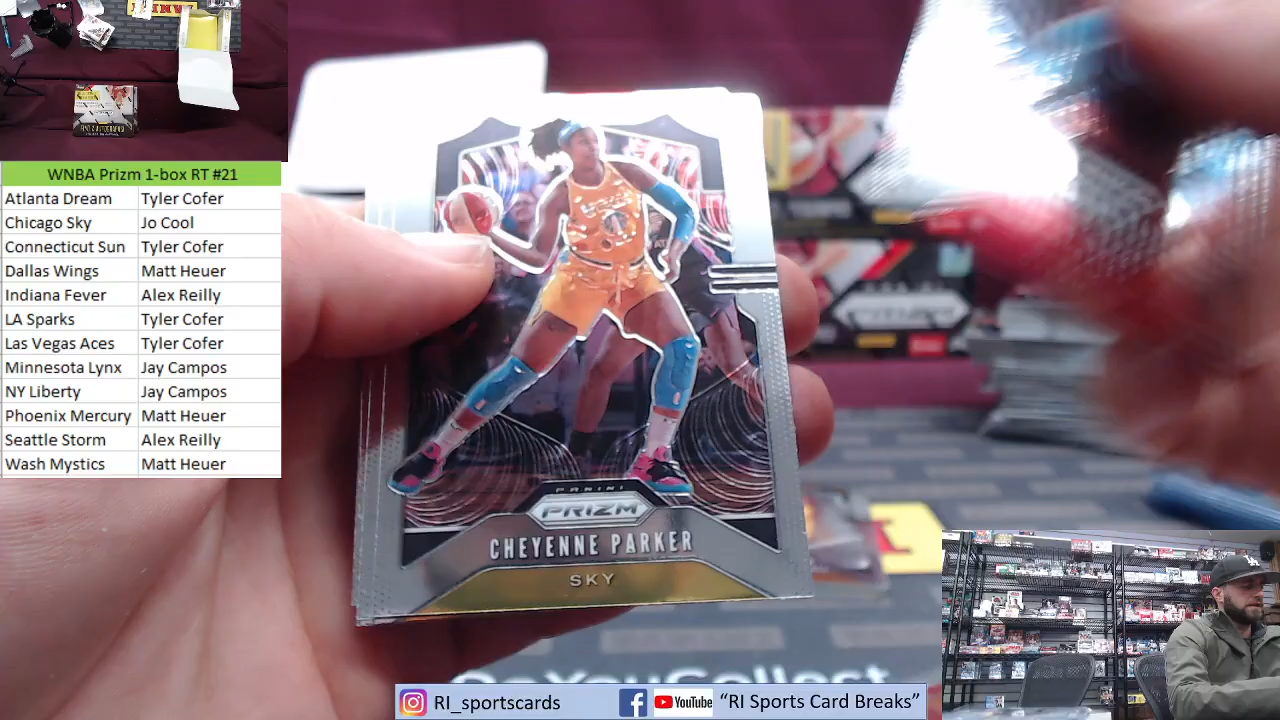 WNBA Prizm 1-box RT #21
Atlanta Dream Tyler Cofer
Chicago Sky Jo Cool
Connecticut Sun Tyler Cofer
Dallas Wings Matt Heuer
Indiana Fever Alex Reilly
LA Sparks Tyler Cofer
Las Vegas Aces Tyler Cofer
Minnesota Lynx Jay Campos
NY Liberty Jay Campos
Phoenix Mercury Matt Heuer
Seattle Storm Alex Reilly
Wash Mystics Matt Heuer
PANINI
PRIZM
CHEYENNE PARKER
SKY
RI_sportscards
YouTube
"RI Sports Card Breaks"